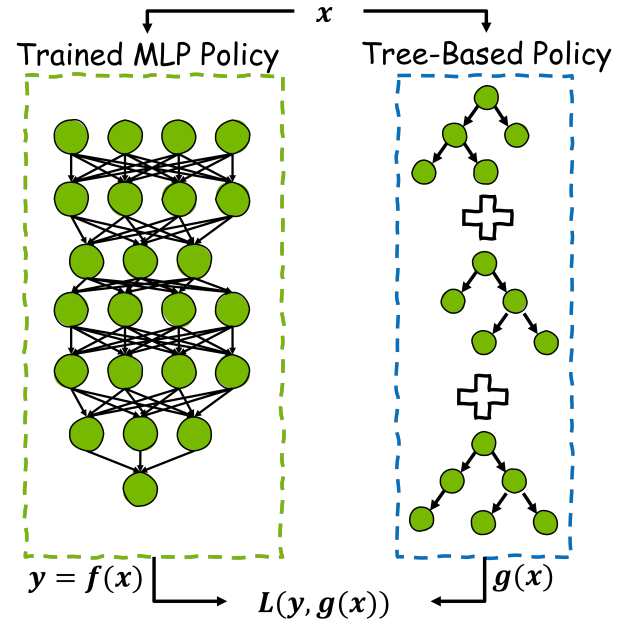 x
Trained MLP Policy
Tree-Based Policy
y = f(x)
g(x)
L(y, g(x))